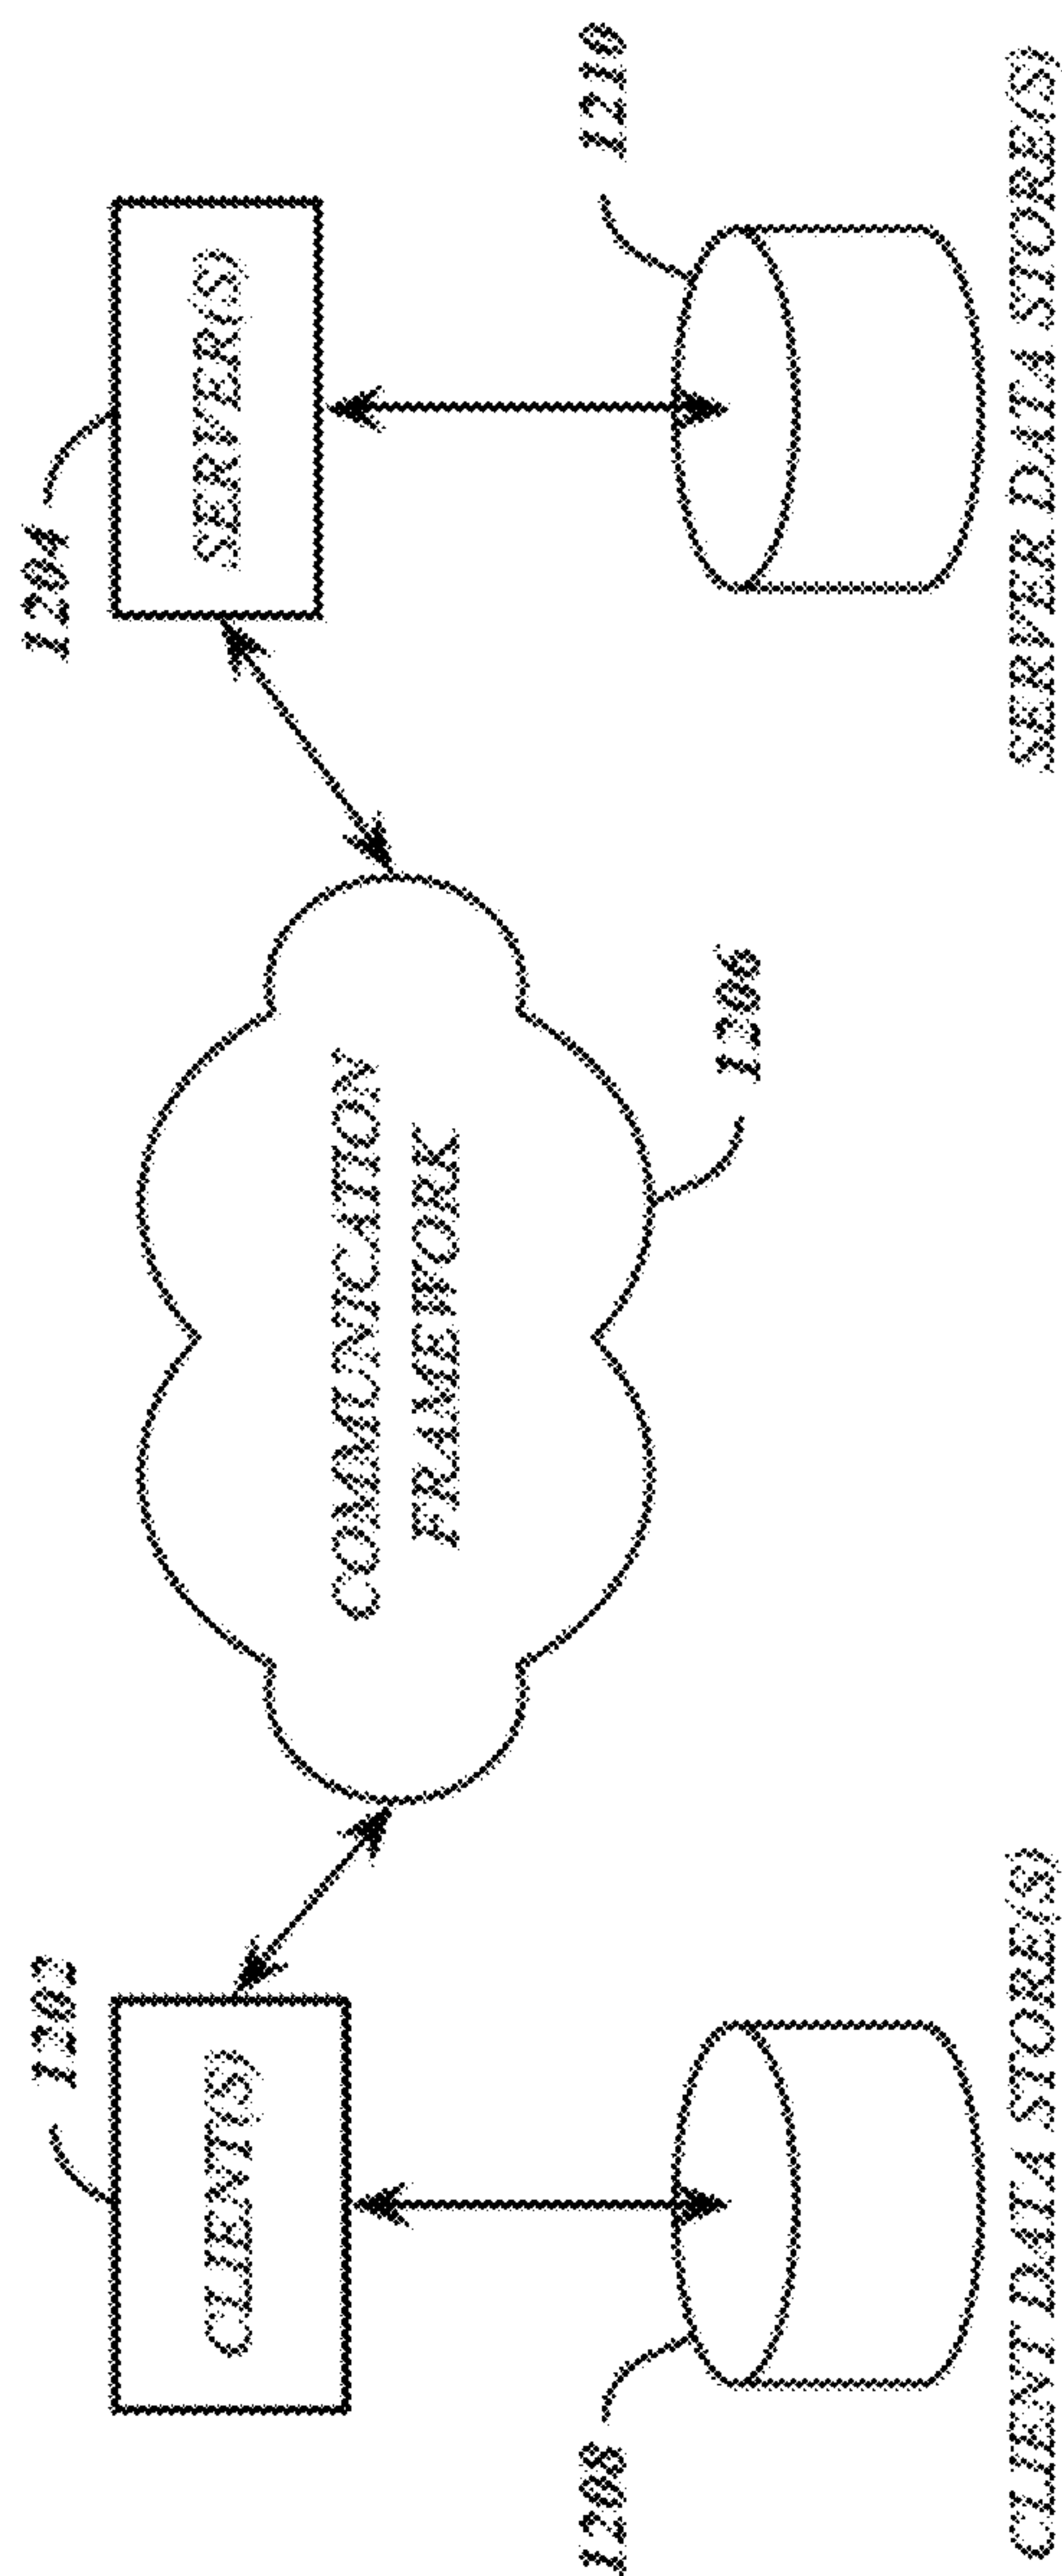 1202
CLIENT(S)
1204
SERVER(S)
COMMUNICATION
FRAMEWORK
1206
1208
CLIENT DATA STORE(S)
1210
SERVER DATA STORE(S)